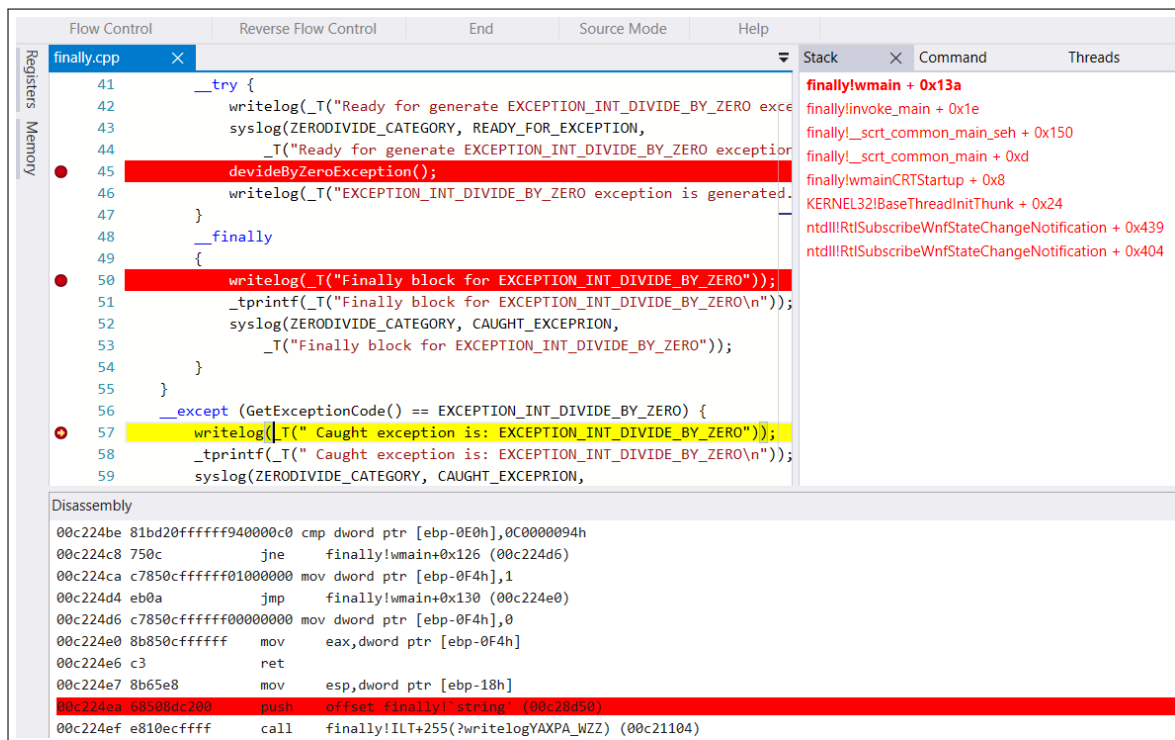 Flow Control Reverse Flow Control End Source Mode Help
Registers
Memory
finally.cpp
41 __try {
42 writelog(_T("Ready for generate EXCEPTION_INT_DIVIDE_BY_ZERO exce
43 syslog(ZERODIVIDE_CATEGORY, READY_FOR_EXCEPTION,
44 _T("Ready for generate EXCEPTION_INT_DIVIDE_BY_ZERO exception
45 devideByZeroException();
46 writelog(_T("EXCEPTION_INT_DIVIDE_BY_ZERO exception is generated.
47 }
48 __finally
49 {
50 writelog(_T("Finally block for EXCEPTION_INT_DIVIDE_BY_ZERO"));
51 _tprintf(_T("Finally block for EXCEPTION_INT_DIVIDE_BY_ZERO\n"));
52 syslog(ZERODIVIDE_CATEGORY, CAUGHT_EXCEPRION,
53 _T("Finally block for EXCEPTION_INT_DIVIDE_BY_ZERO"));
54 }
55 }
56 __except (GetExceptionCode() == EXCEPTION_INT_DIVIDE_BY_ZERO) {
57 writelog(_T(" Caught exception is: EXCEPTION_INT_DIVIDE_BY_ZERO"));
58 _tprintf(_T(" Caught exception is: EXCEPTION_INT_DIVIDE_BY_ZERO\n"));
59 syslog(ZERODIVIDE_CATEGORY, CAUGHT_EXCEPRION,
Stack Command Threads
finally!wmain + 0x13a
finally!invoke_main + 0x1e
finally!__scrt_common_main_seh + 0x150
finally!__scrt_common_main + 0xd
finally!wmainCRTStartup + 0x8
KERNEL32!BaseThreadInitThunk + 0x24
ntdll!RtlSubscribeWnfStateChangeNotification + 0x439
ntdll!RtlSubscribeWnfStateChangeNotification + 0x404
Disassembly
00c224be 81bd20ffffff940000c0 cmp dword ptr [ebp-0E0h],0C0000094h
00c224c8 750c jne finally!wmain+0x126 (00c224d6)
00c224ca c7850cffffff01000000 mov dword ptr [ebp-0F4h],1
00c224d4 eb0a jmp finally!wmain+0x130 (00c224e0)
00c224d6 c7850cffffff00000000 mov dword ptr [ebp-0F4h],0
00c224e0 8b850cffffff mov eax,dword ptr [ebp-0F4h]
00c224e6 c3 ret
00c224e7 8b65e8 mov esp,dword ptr [ebp-18h]
00c224ea 68508dc200 push offset finally!`string' (00c28d50)
00c224ef e810ecffff call finally!ILT+255(?writelogYAXPA_WZZ) (00c21104)